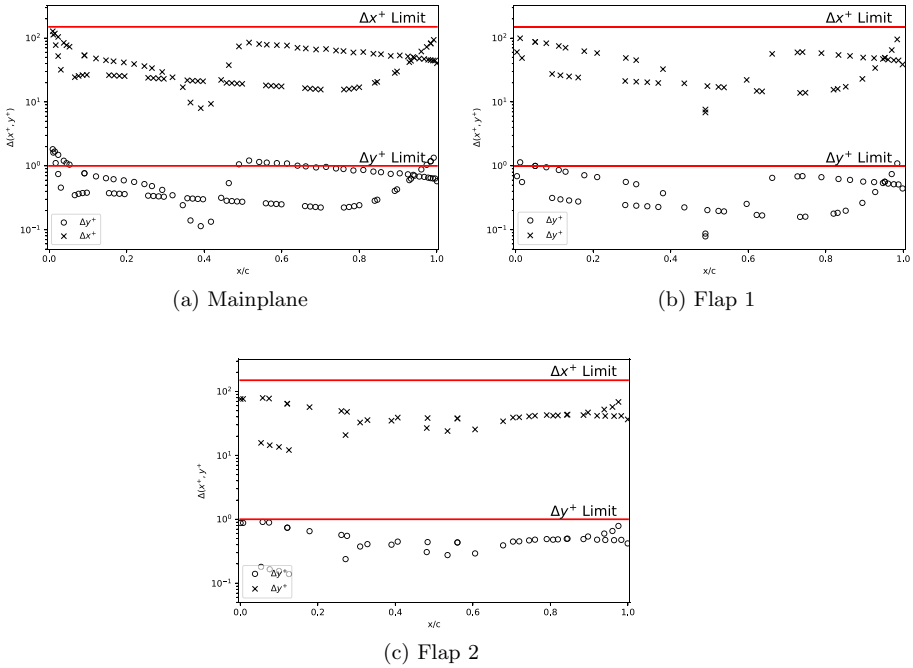 Δx⁺ Limit
Δy⁺ Limit
Δ(x⁺, y⁺)
10²
10¹
10⁰
10⁻¹
Δy⁺
Δx⁺
0.0 0.2 0.4 0.6 0.8 1.0
x/c
(a) Mainplane
Δx⁺ Limit
Δy⁺ Limit
Δ(x⁺, y⁺)
10²
10¹
10⁰
10⁻¹
Δy⁺
Δy⁺
0.0 0.2 0.4 0.6 0.8 1.0
x/c
(b) Flap 1
Δx⁺ Limit
Δy⁺ Limit
Δ(x⁺, y⁺
10²
10¹
10⁰
10⁻¹
Δy⁺
Δy⁺
0.0 0.2 0.4 0.6 0.8 1.0
x/c
(c) Flap 2